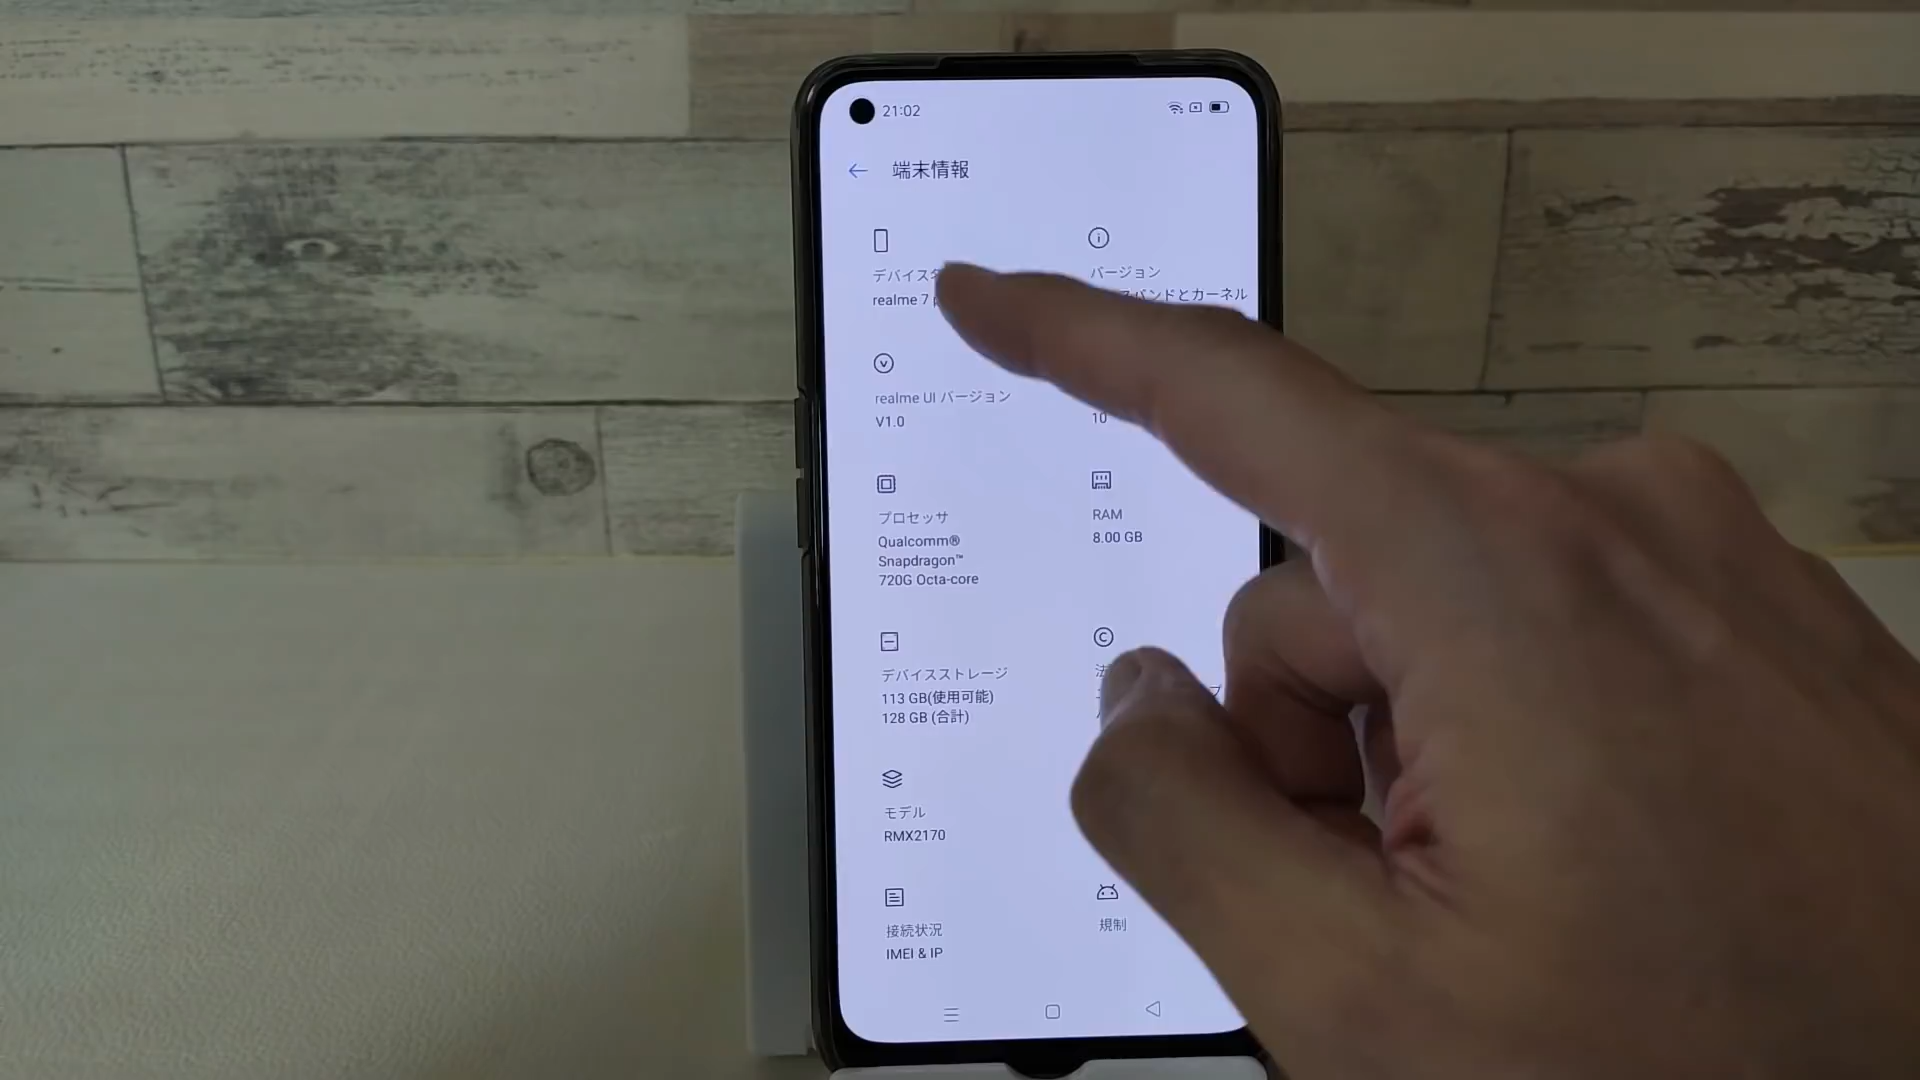 21:02
端末情報
デバイス
realme 7
バージョン
バンドとカーネル
realme UI バージョン
V1.0
10
プロセッサ
Qualcomm®
Snapdragon™
720G Octa-core
RAM
8.00 GB
デバイスストレージ
113 GB(使用可能)
128 GB (合計)
モデル
RMX2170
接続状況
IMEI & IP
規制